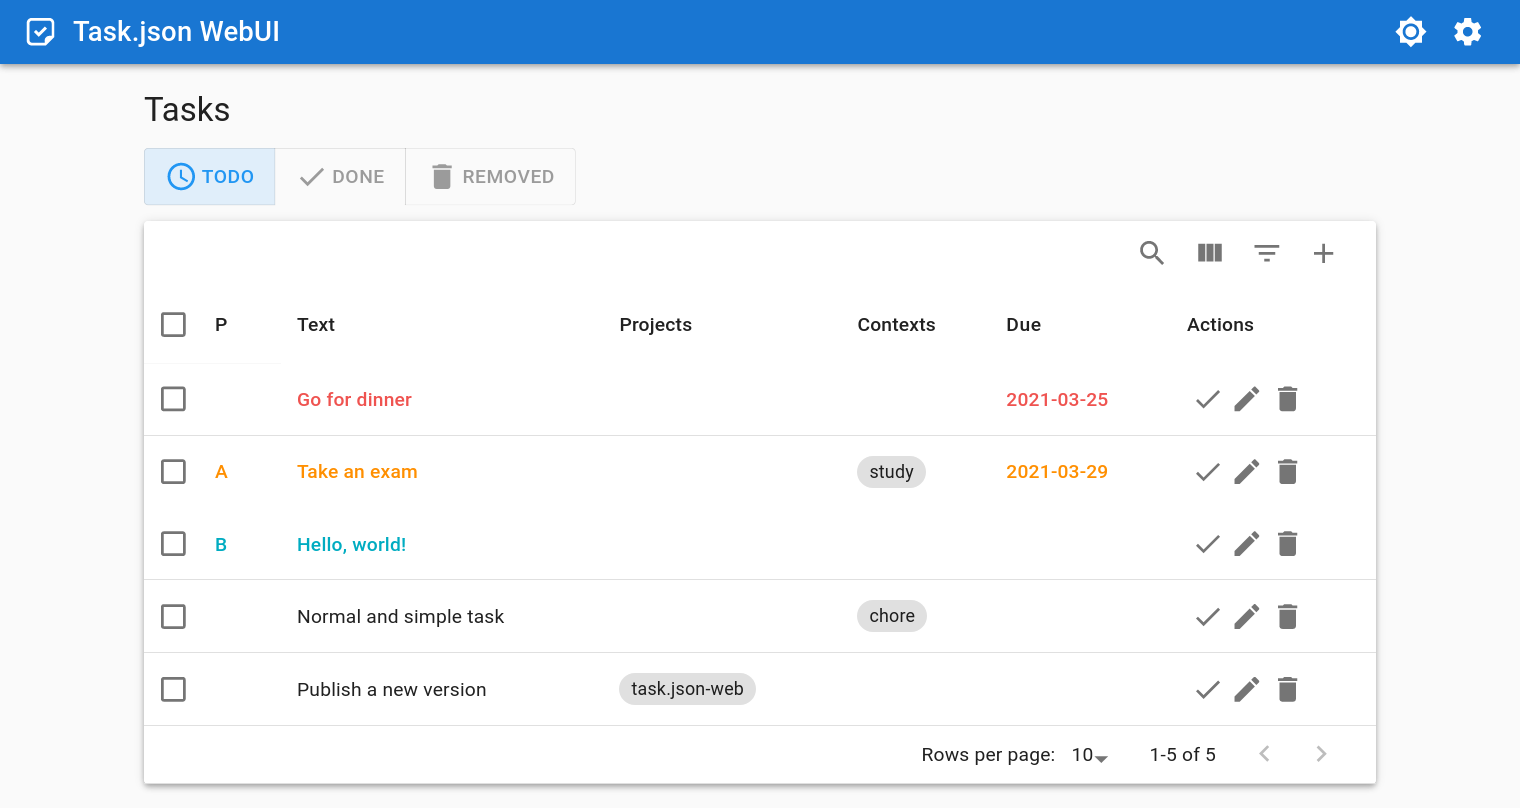 Task.json WebUI
Tasks
TODO DONE REMOVED
P Text Projects Contexts Due Actions
Go for dinner 2021-03-25
A Take an exam study 2021-03-29
B Hello, world!
Normal and simple task chore
Publish a new version task.json-web
Rows per page: 10 1-5 of 5